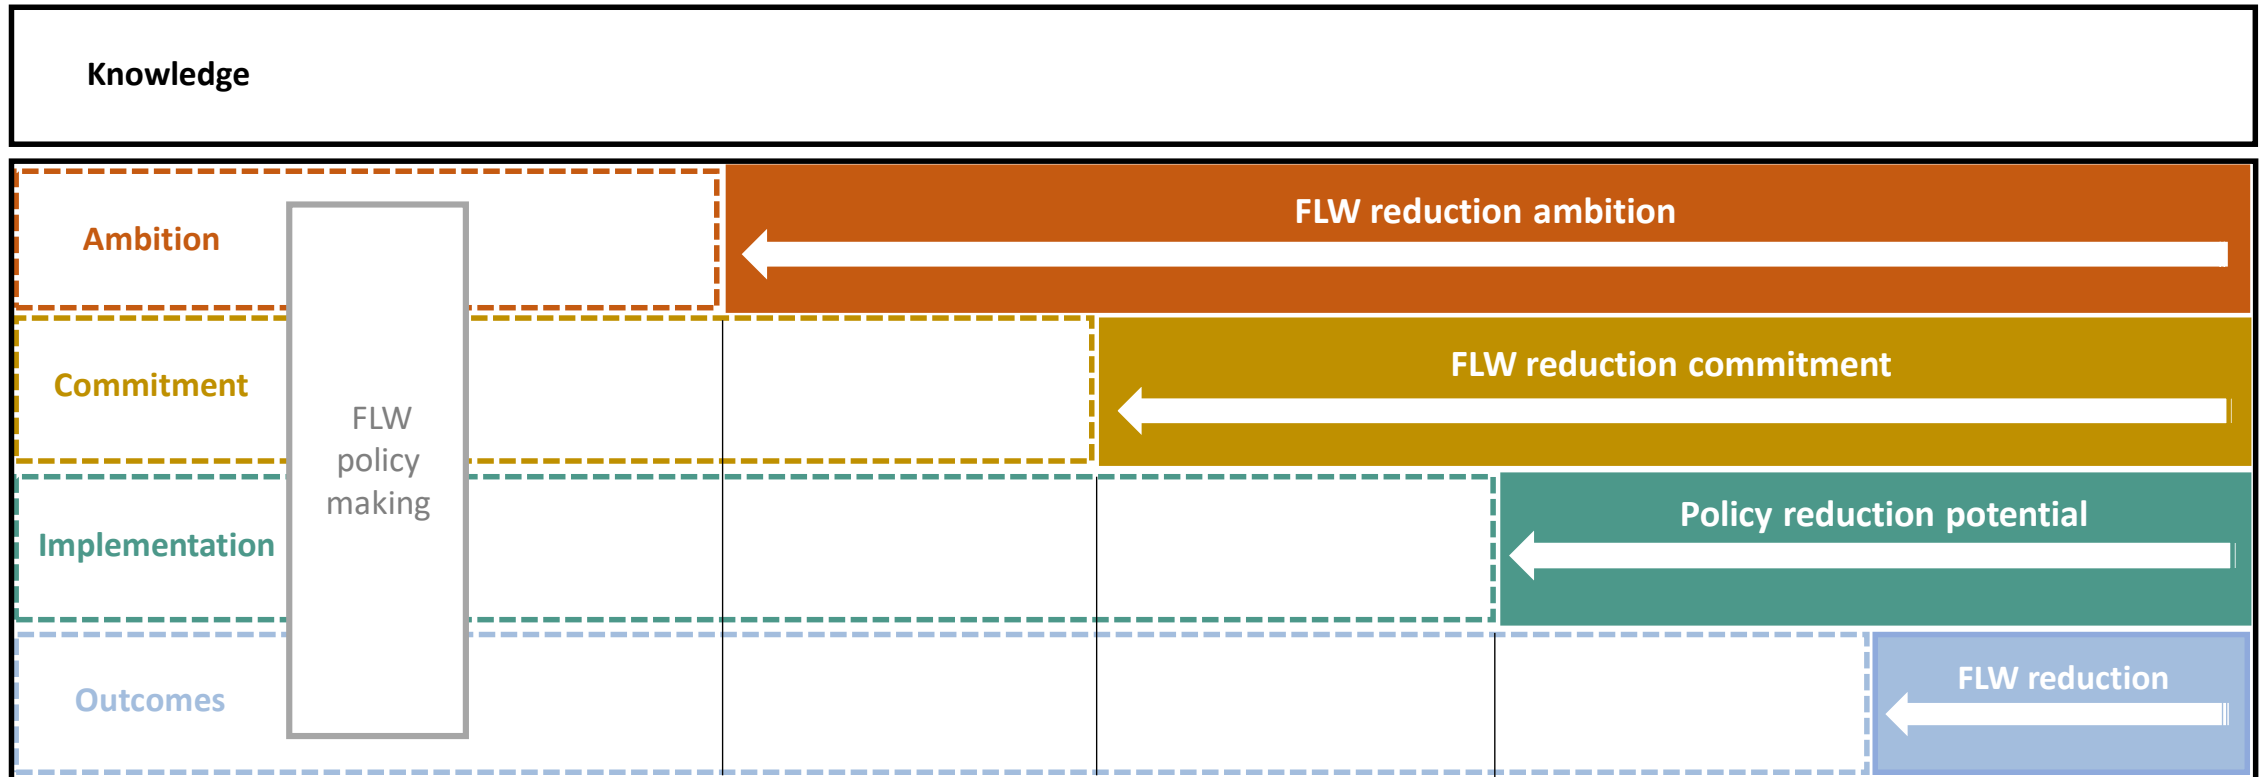 Knowledge
Ambition
FLW reduction ambition
Commitment
FLW reduction commitment
FLW
policy
making
Implementation
Policy reduction potential
Outcomes
FLW reduction